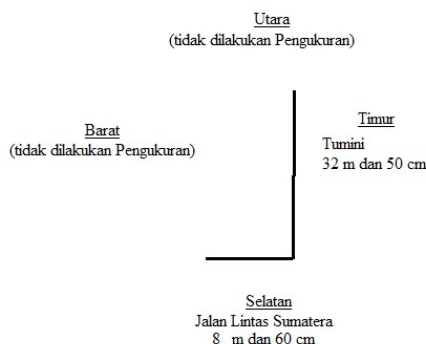 Utara
(tidak dilakukan Pengukuran)
Barat
(tidak dilakukan Pengukuran)
Timur
Tumini
32 m dan 50 cm
Selatan
Jalan Lintas Sumatera
8 m dan 60 cm